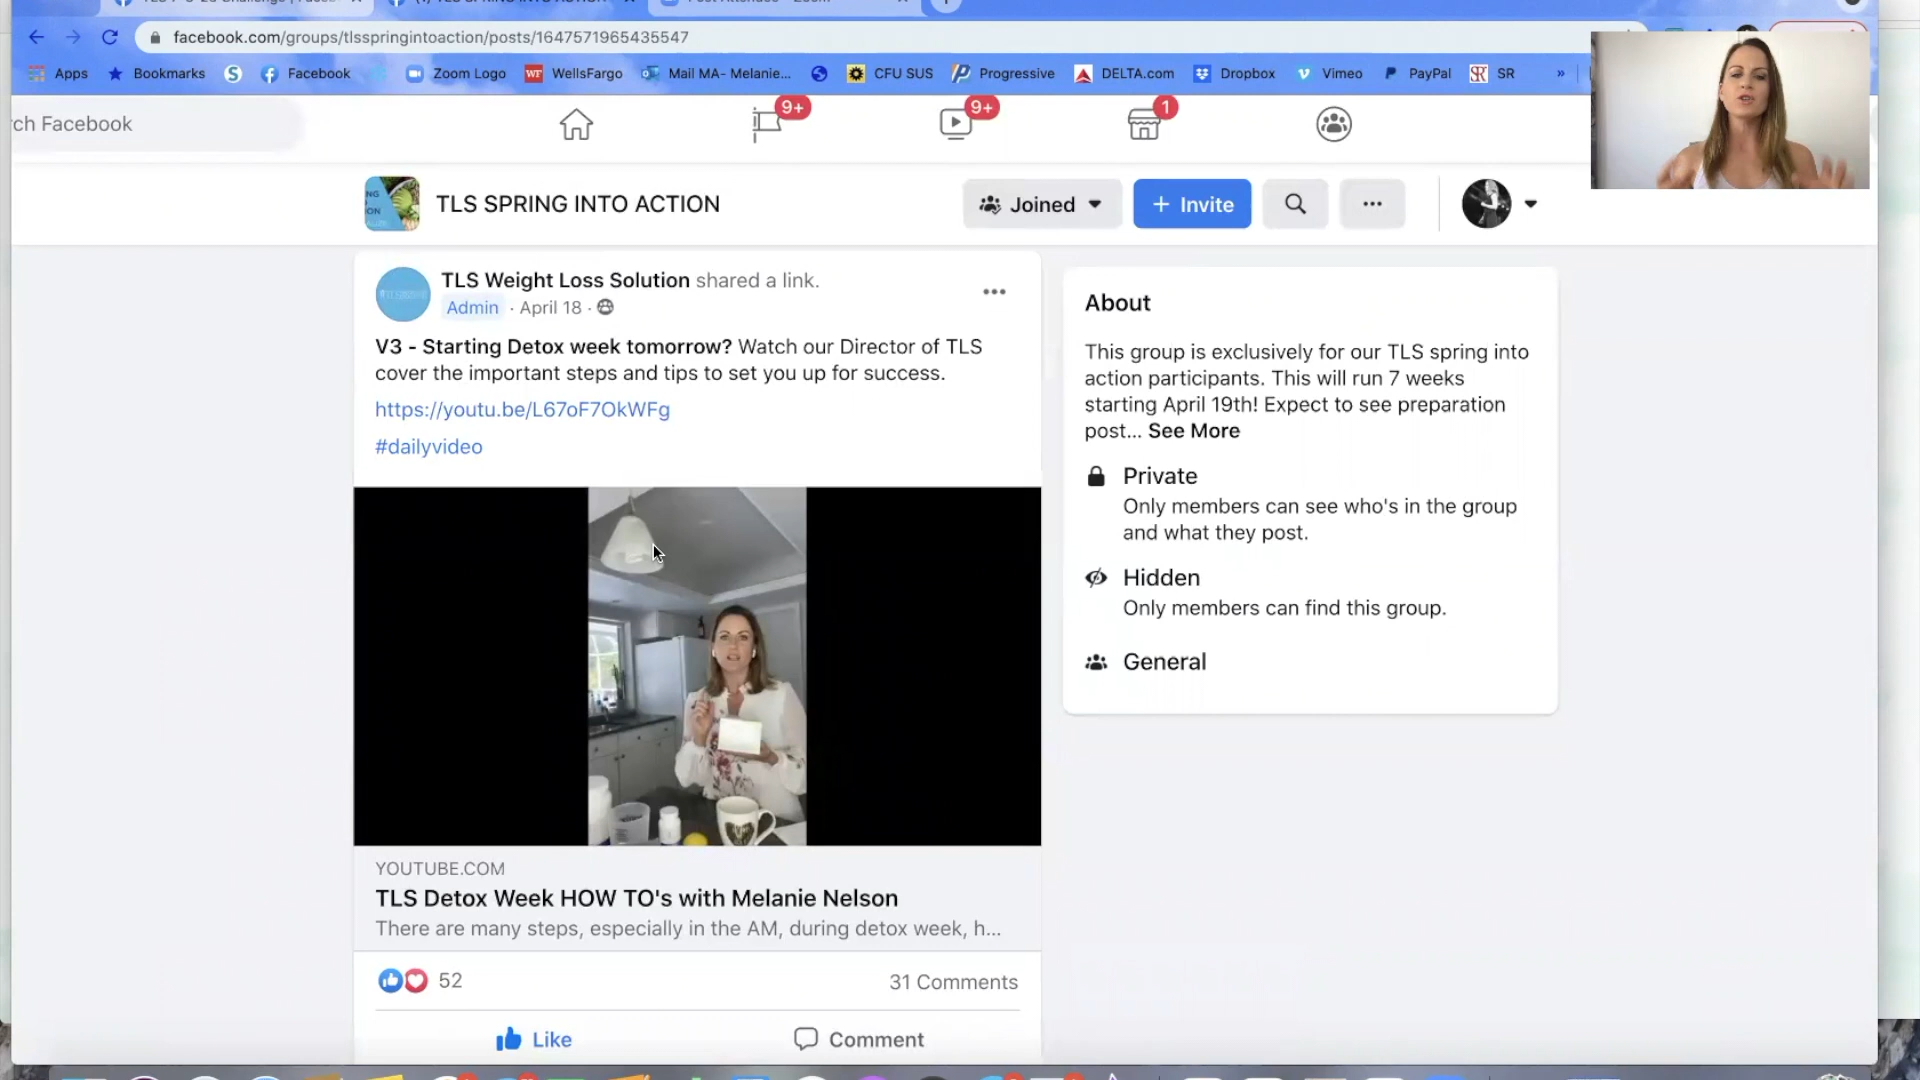 facebook.com/groups/tlsspringintoaction/posts/1647571965435547
Apps Bookmarks Facebook Zoom Logo WF WellsFargo Mail MA- Melanie... CFU SUS Progressive DELTA.com Dropbox Vimeo PayPal SR SR »
ch Facebook
9+ 9+ 1
TLS SPRING INTO ACTION
Joined
+ Invite
TLS Weight Loss Solution shared a link.
Admin · April 18 ·
V3 - Starting Detox week tomorrow? Watch our Director of TLS
cover the important steps and tips to set you up for success.
https://youtu.be/L67oF7OkWFg
#dailyvideo
YOUTUBE.COM
TLS Detox Week HOW TO's with Melanie Nelson
There are many steps, especially in the AM, during detox week, h...
52
31 Comments
Like
Comment
About
This group is exclusively for our TLS spring into
action participants. This will run 7 weeks
starting April 19th! Expect to see preparation
post... See More
Private
Only members can see who's in the group
and what they post.
Hidden
Only members can find this group.
General